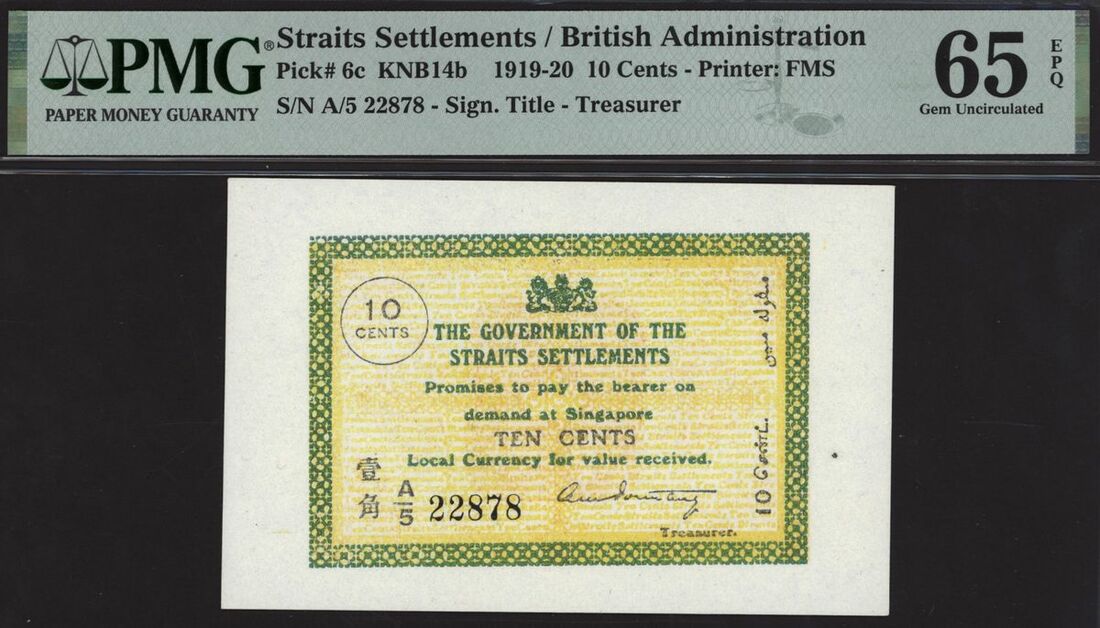 PMG®
PAPER MONEY GUARANTY
Straits Settlements / British Administration
Pick# 6c KNB14b 1919-20 10 Cents - Printer: FMS
S/N A/5 22878 - Sign. Title - Treasurer
65
EPQ
Gem Uncirculated
10
CENTS
THE GOVERNMENT OF THE
STRAITS SETTLEMENTS
Promises to pay the bearer on
demand at Singapore
TEN CENTS
Local Currency for value received.
壹
角
A/5 22878
Treasurer.
سڤوله سين